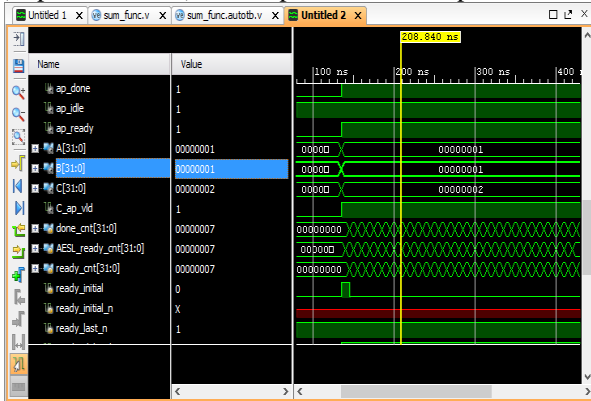 Untitled 1 x sum_func.v x sum_func.autotb.v x Untitled 2 x
208.840 ns
Name Value
100 ns 200 ns 300 ns 400
ap_done 1
ap_idle 1
ap_ready 1
A[31:0] 00000001 00000001
B[31:0] 00000001 00000001
C[31:0] 00000002 00000002
C_ap_vld 1
done_cnt[31:0] 00000007 00000000
AESL_ready_cnt[31:0] 00000007 00000
ready_cnt[31:0] 00000007 00000000
ready_initial 0
ready_initial_n X
ready_last_n 1